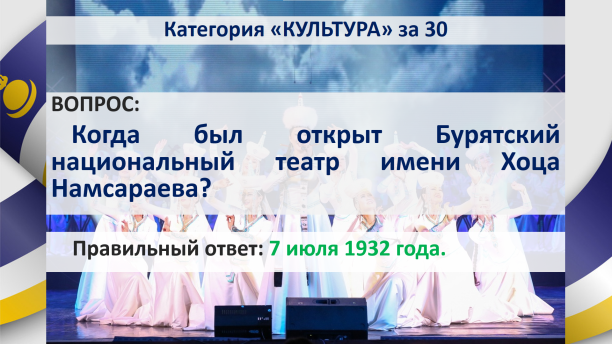 Категория «КУЛЬТУРА» за 30
ВОПРОС:
Когда был открыт Бурятский
национальный театр имени Хоца
Намсараева?
Правильный ответ: 7 июля 1932 года.